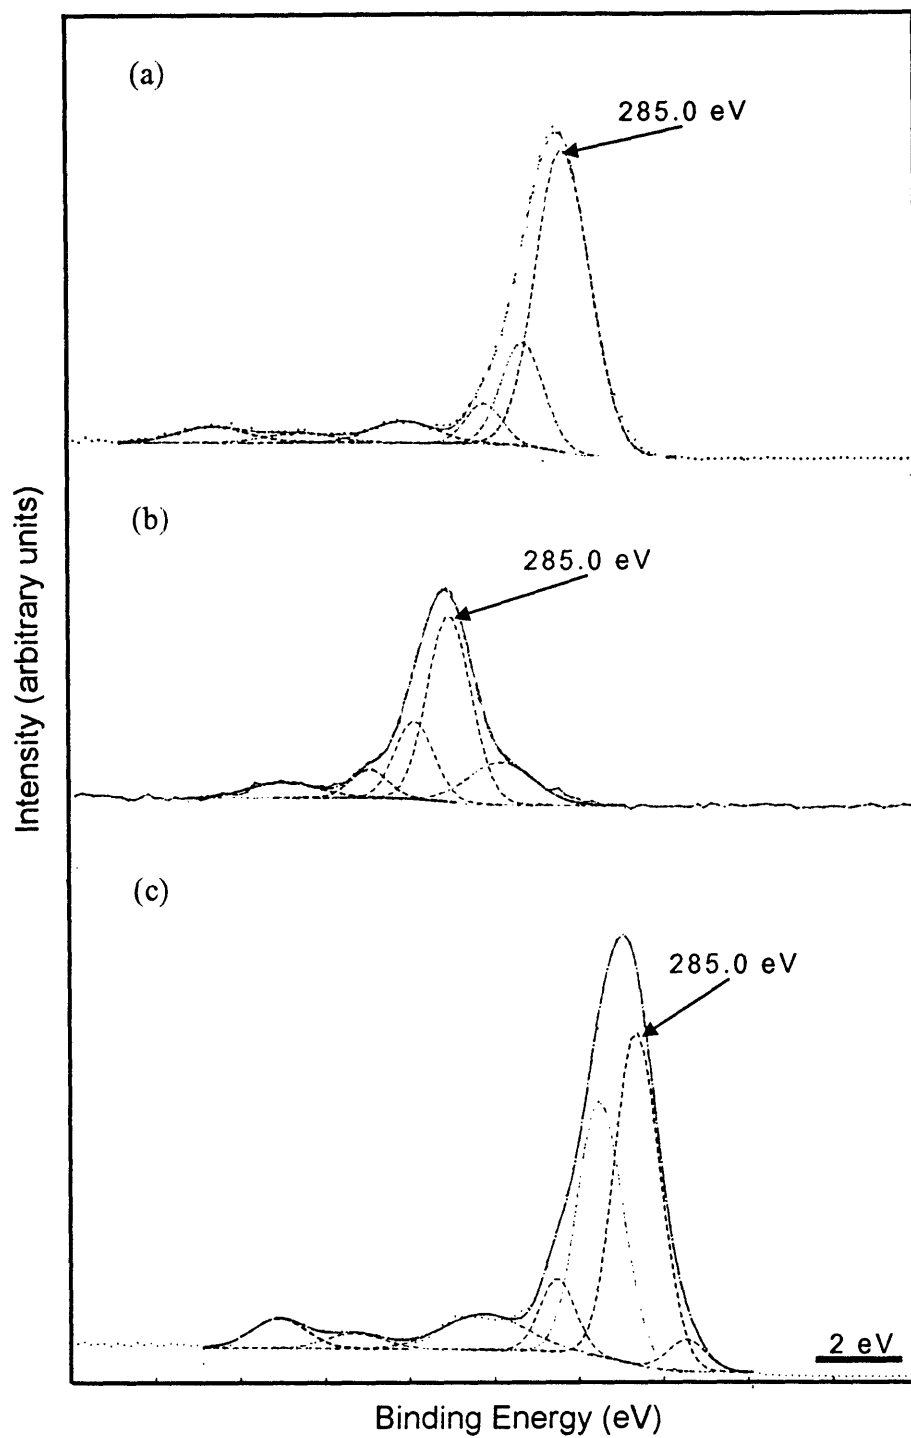 (a)
285.0 eV
(b)
285.0 eV
Intensity (arbitrary units)
(c)
285.0 eV
2 eV
Binding Energy (eV)